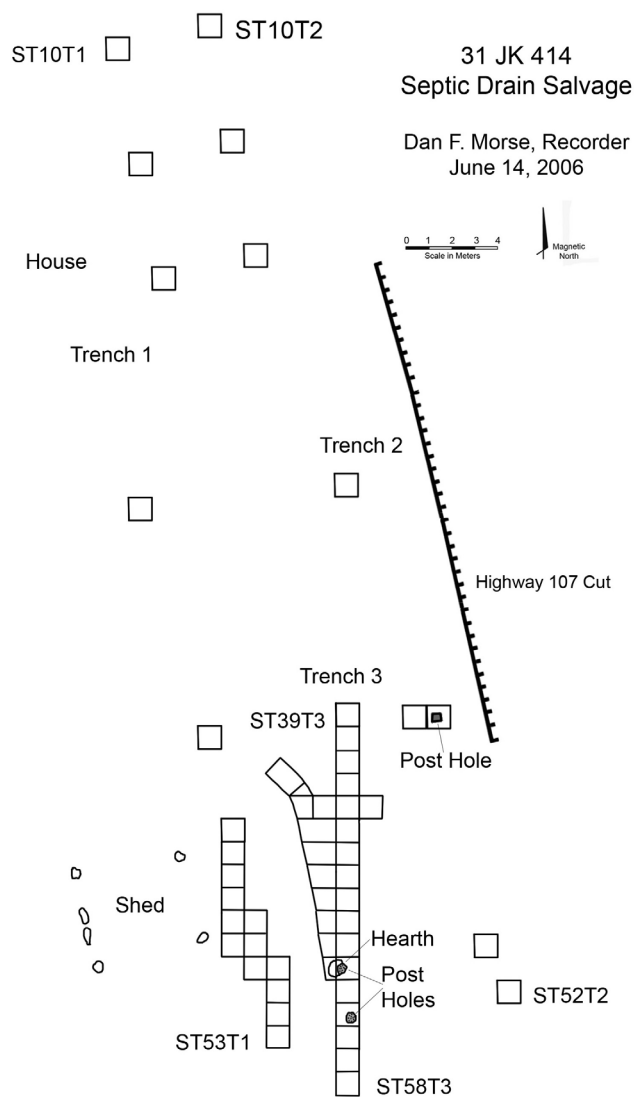 ST10T1
ST10T2
31 JK 414
Septic Drain Salvage
Dan F. Morse, Recorder
June 14, 2006
0 1 2 3 4
Scale in Meters
Magnetic
North
House
Trench 1
Trench 2
Highway 107 Cut
Trench 3
ST39T3
Post Hole
Shed
Hearth
Post
Holes
ST52T2
ST53T1
ST58T3